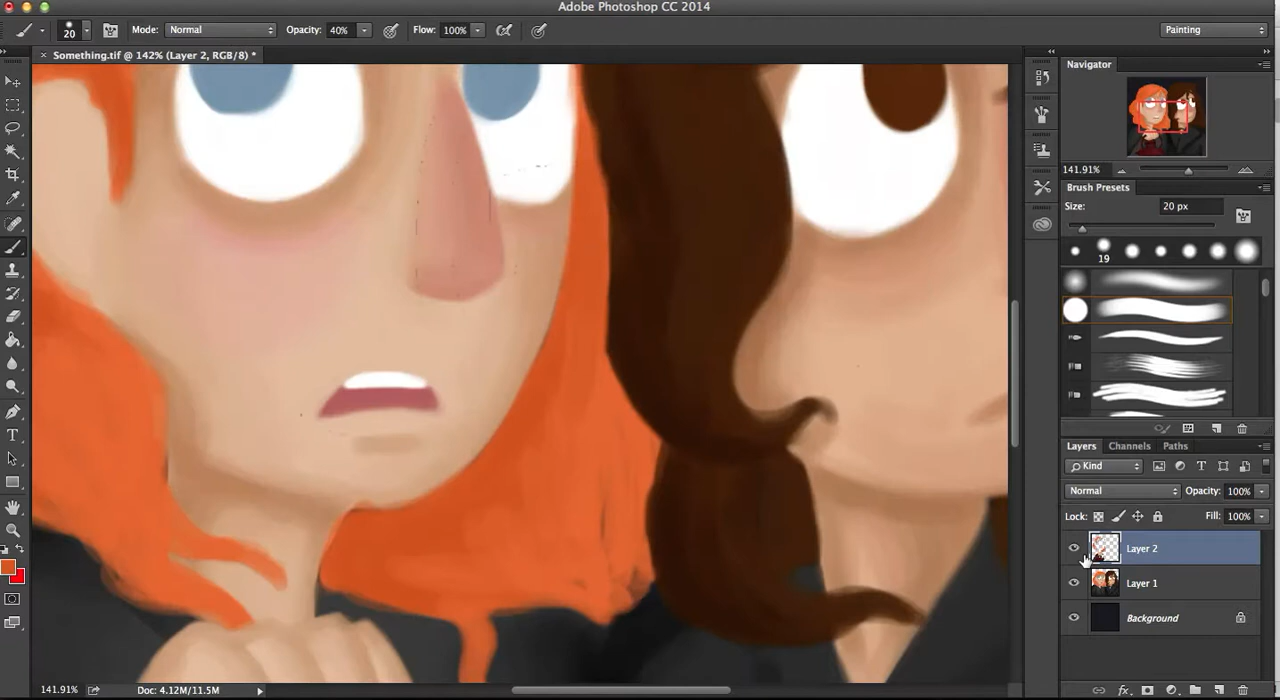 Adobe Photoshop CC 2014
20
Mode: Normal Opacity: 40% Flow: 100% Painting
Something.tif @ 142% (Layer 2, RGB/8) *
Navigator
141.91%
Brush Presets
Size: 20 px
19
Layers Channels Paths
Kind
Normal Opacity: 100%
Lock: Fill: 100%
Layer 2
Layer 1
Background
fx
141.91% Doc: 4.12M/11.5M